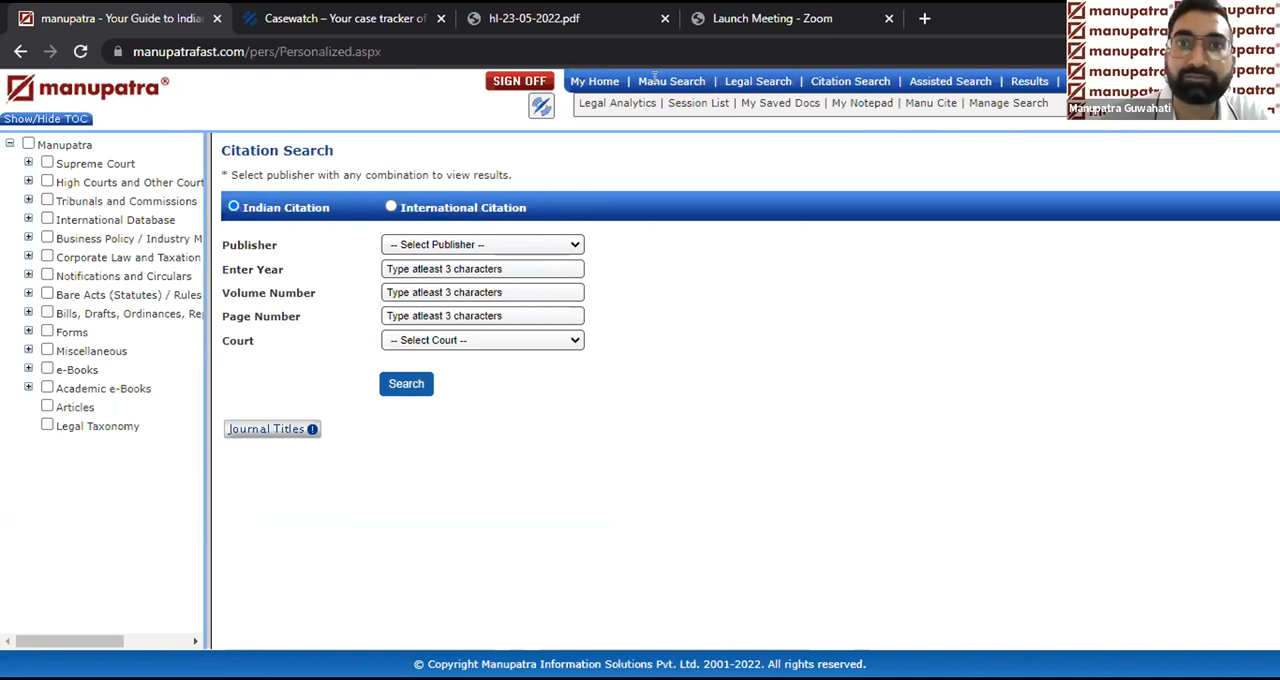 manupatra - Your Guide to India
Casewatch – Your case tracker of
hl-23-05-2022.pdf
Launch Meeting - Zoom
manupatrafast.com/pers/Personalized.aspx
manupatra®
SIGN OFF
My Home | Manu Search | Legal Search | Citation Search | Assisted Search | Results |
Legal Analytics | Session List | My Saved Docs | My Notepad | Manu Cite | Manage Search
Manupatra Guwahati
Show/Hide TOC
Manupatra
Supreme Court
High Courts and Other Court
Tribunals and Commissions
International Database
Business Policy / Industry M
Corporate Law and Taxation
Notifications and Circulars
Bare Acts (Statutes) / Rules
Bills, Drafts, Ordinances, Re
Forms
Miscellaneous
e-Books
Academic e-Books
Articles
Legal Taxonomy
Citation Search
* Select publisher with any combination to view results.
Indian Citation
International Citation
Publisher
-- Select Publisher --
Enter Year
Type atleast 3 characters
Volume Number
Type atleast 3 characters
Page Number
Type atleast 3 characters
Court
-- Select Court --
Search
Journal Titles
© Copyright Manupatra Information Solutions Pvt. Ltd. 2001-2022. All rights reserved.